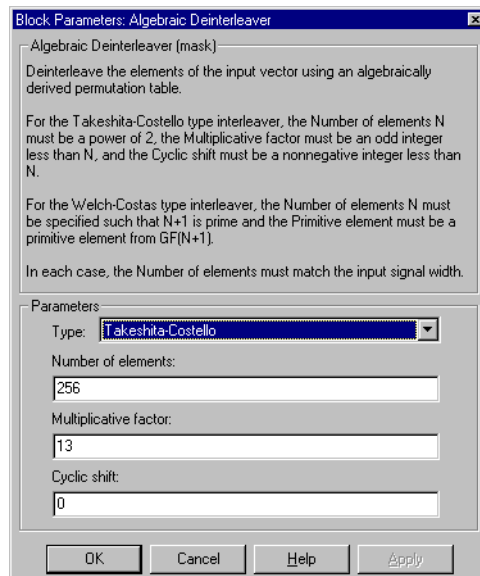 Block Parameters: Algebraic Deinterleaver
Algebraic Deinterleaver (mask)
Deinterleave the elements of the input vector using an algebraically
derived permutation table.
For the Takeshita-Costello type interleaver, the Number of elements N
must be a power of 2, the Multiplicative factor must be an odd integer
less than N, and the Cyclic shift must be a nonnegative integer less than
N.
For the Welch-Costas type interleaver, the Number of elements N must
be specified such that N+1 is prime and the Primitive element must be a
primitive element from GF(N+1).
In each case, the Number of elements must match the input signal width.
Parameters
Type: Takeshita-Costello
Number of elements:
256
Multiplicative factor:
13
Cyclic shift:
0
OK Cancel Help Apply